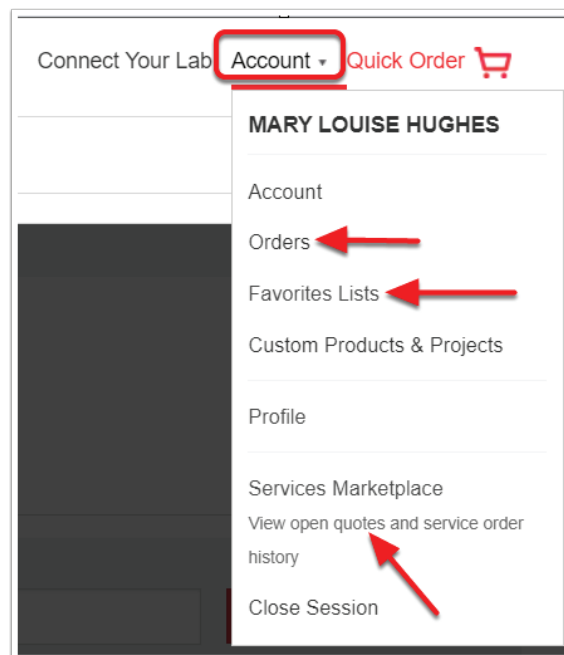 Connect Your Lab Account Quick Order
MARY LOUISE HUGHES
Account
Orders
Favorites Lists
Custom Products & Projects
Profile
Services Marketplace
View open quotes and service order
history
Close Session